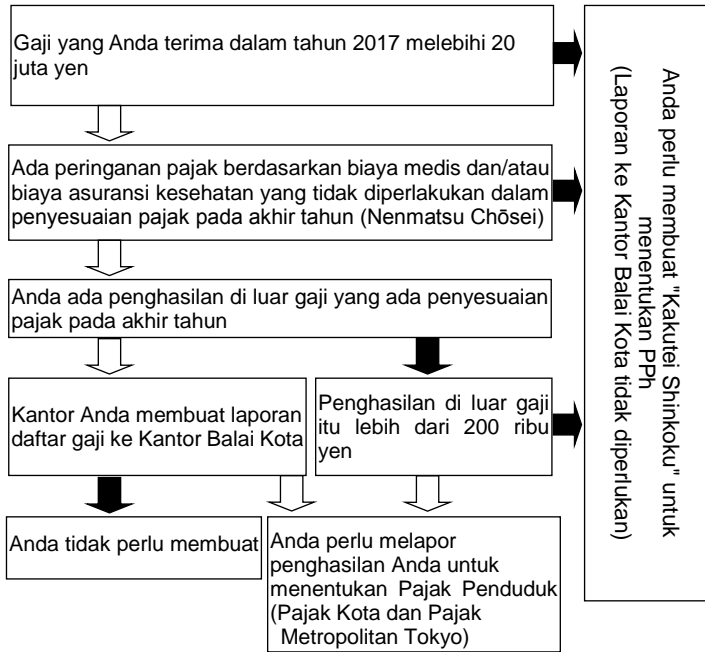 Gaji yang Anda terima dalam tahun 2017 melebihi 20
juta yen
Ada peringanan pajak berdasarkan biaya medis dan/atau
biaya asuransi kesehatan yang tidak diperlakukan dalam
penyesuaian pajak pada akhir tahun (Nenmatsu Chōsei)
Anda ada penghasilan di luar gaji yang ada penyesuaian
pajak pada akhir tahun
Kantor Anda membuat laporan
daftar gaji ke Kantor Balai Kota
Penghasilan di luar gaji
itu lebih dari 200 ribu
yen
Anda tidak perlu membuat
Anda perlu melapor
penghasilan Anda untuk
menentukan Pajak Penduduk
(Pajak Kota dan Pajak
Metropolitan Tokyo)
Anda perlu membuat "Kakutei Shinkoku" untuk
menentukan PPh
(Laporan ke Kantor Balai Kota tidak diperlukan)